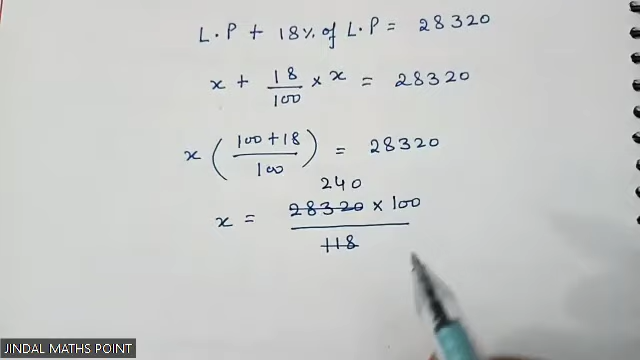 L.P + 18% of L.P = 28320
x + 18/100 × x = 28320
x ( 100+18/100 ) = 28320
240
x = 28320 × 100/118
JINDAL MATHS POINT